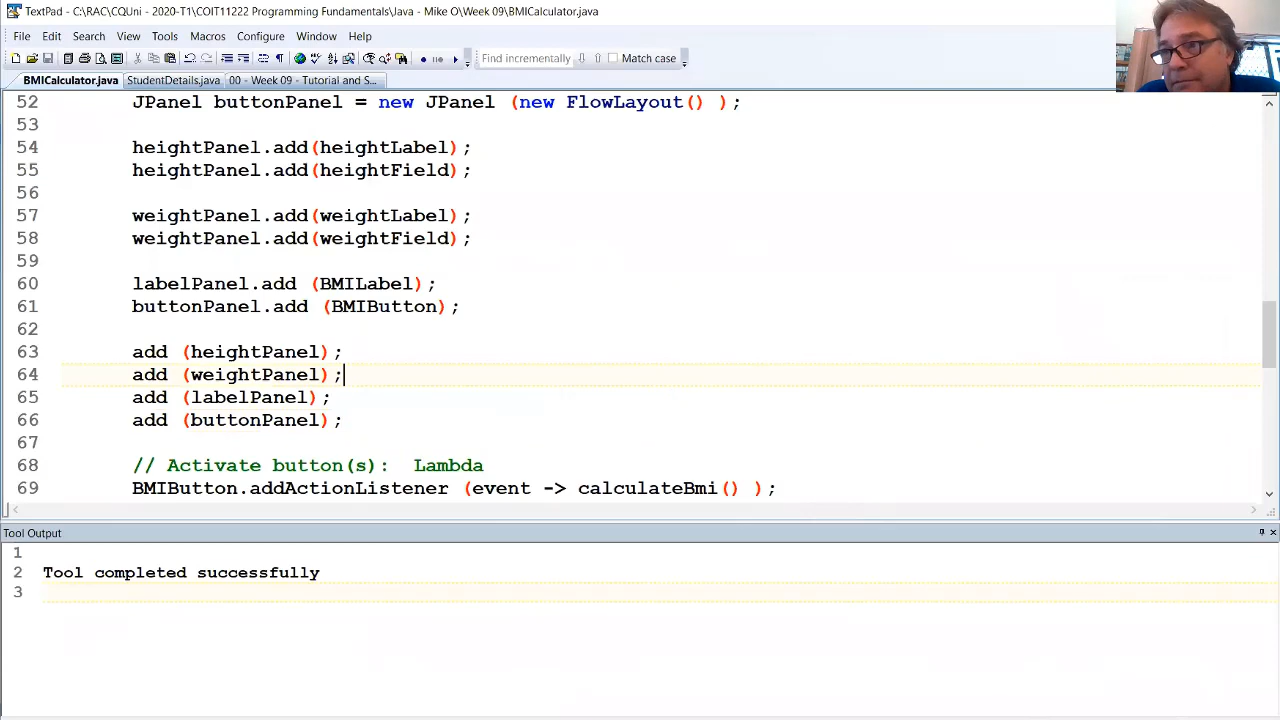 TextPad - C:\RAC\CQUni - 2020-T1\COIT11222 Programming Fundamentals\Java - Mike O\Week 09\BMICalculator.java
File Edit Search View Tools Macros Configure Window Help
Find incrementally Match case
BMICalculator.java StudentDetails.java 00 - Week 09 - Tutorial and S...
52 JPanel buttonPanel = new JPanel (new FlowLayout() );
53
54 heightPanel.add(heightLabel);
55 heightPanel.add(heightField);
56
57 weightPanel.add(weightLabel);
58 weightPanel.add(weightField);
59
60 labelPanel.add (BMILabel);
61 buttonPanel.add (BMIButton);
62
63 add (heightPanel);
64 add (weightPanel);
65 add (labelPanel);
66 add (buttonPanel);
67
68 // Activate button(s):  Lambda
69 BMIButton.addActionListener (event -> calculateBmi() );
Tool Output
1
2 Tool completed successfully
3